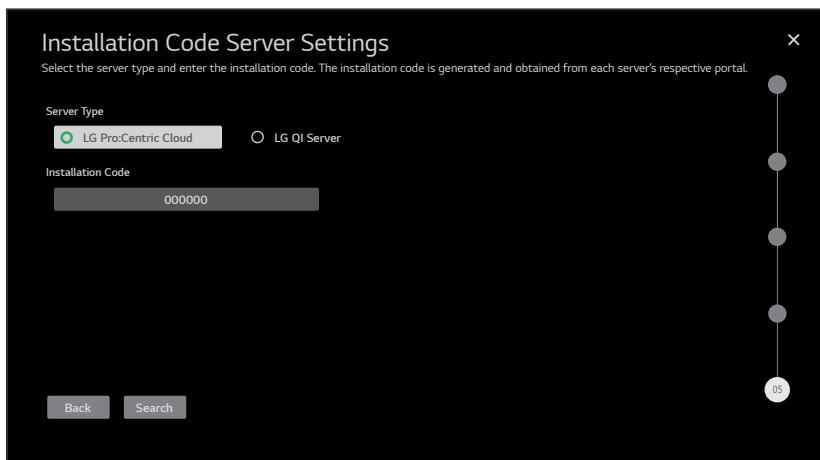 Installation Code Server Settings
Select the server type and enter the installation code. The installation code is generated and obtained from each server's respective portal.
Server Type
LG Pro:Centric Cloud
LG QI Server
Installation Code
000000
05
Back
Search